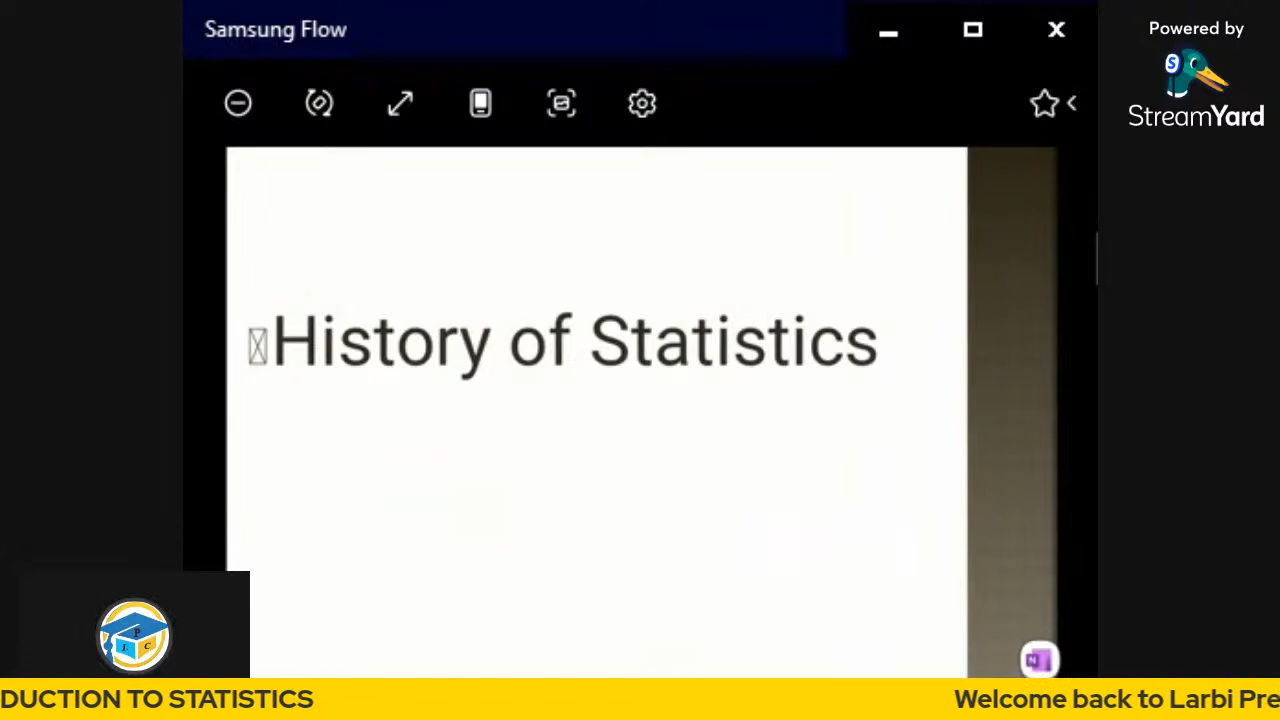 Samsung Flow
Powered by
StreamYard
History of Statistics
P
L C
N
DUCTION TO STATISTICS
Welcome back to Larbi Pre